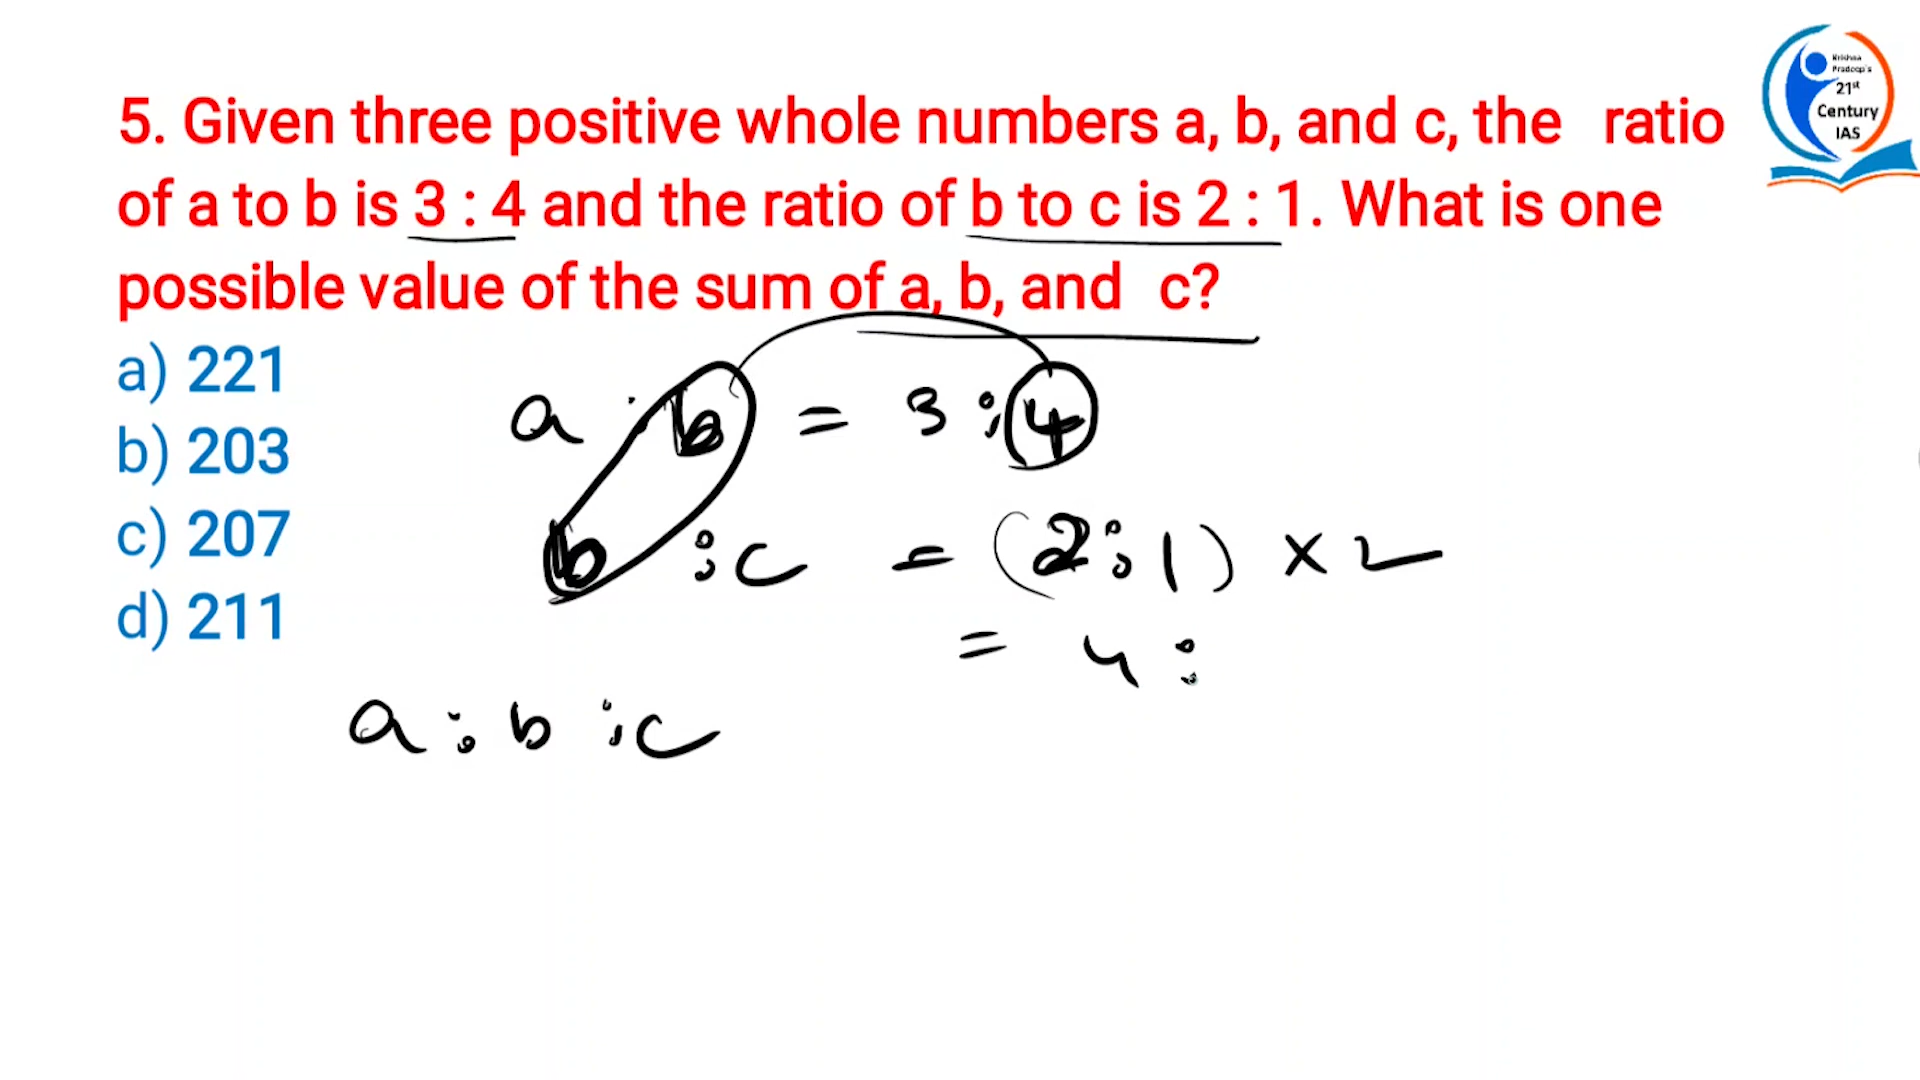 Krishna
Pradeep's
21st
Century
IAS
5. Given three positive whole numbers a, b, and c, the ratio
of a to b is 3 : 4 and the ratio of b to c is 2 : 1. What is one
possible value of the sum of a, b, and c?
a) 221
b) 203
c) 207
d) 211
a : b = 3 : 4
b : c = (2 : 1) × 2
= 4 :
a : b : c